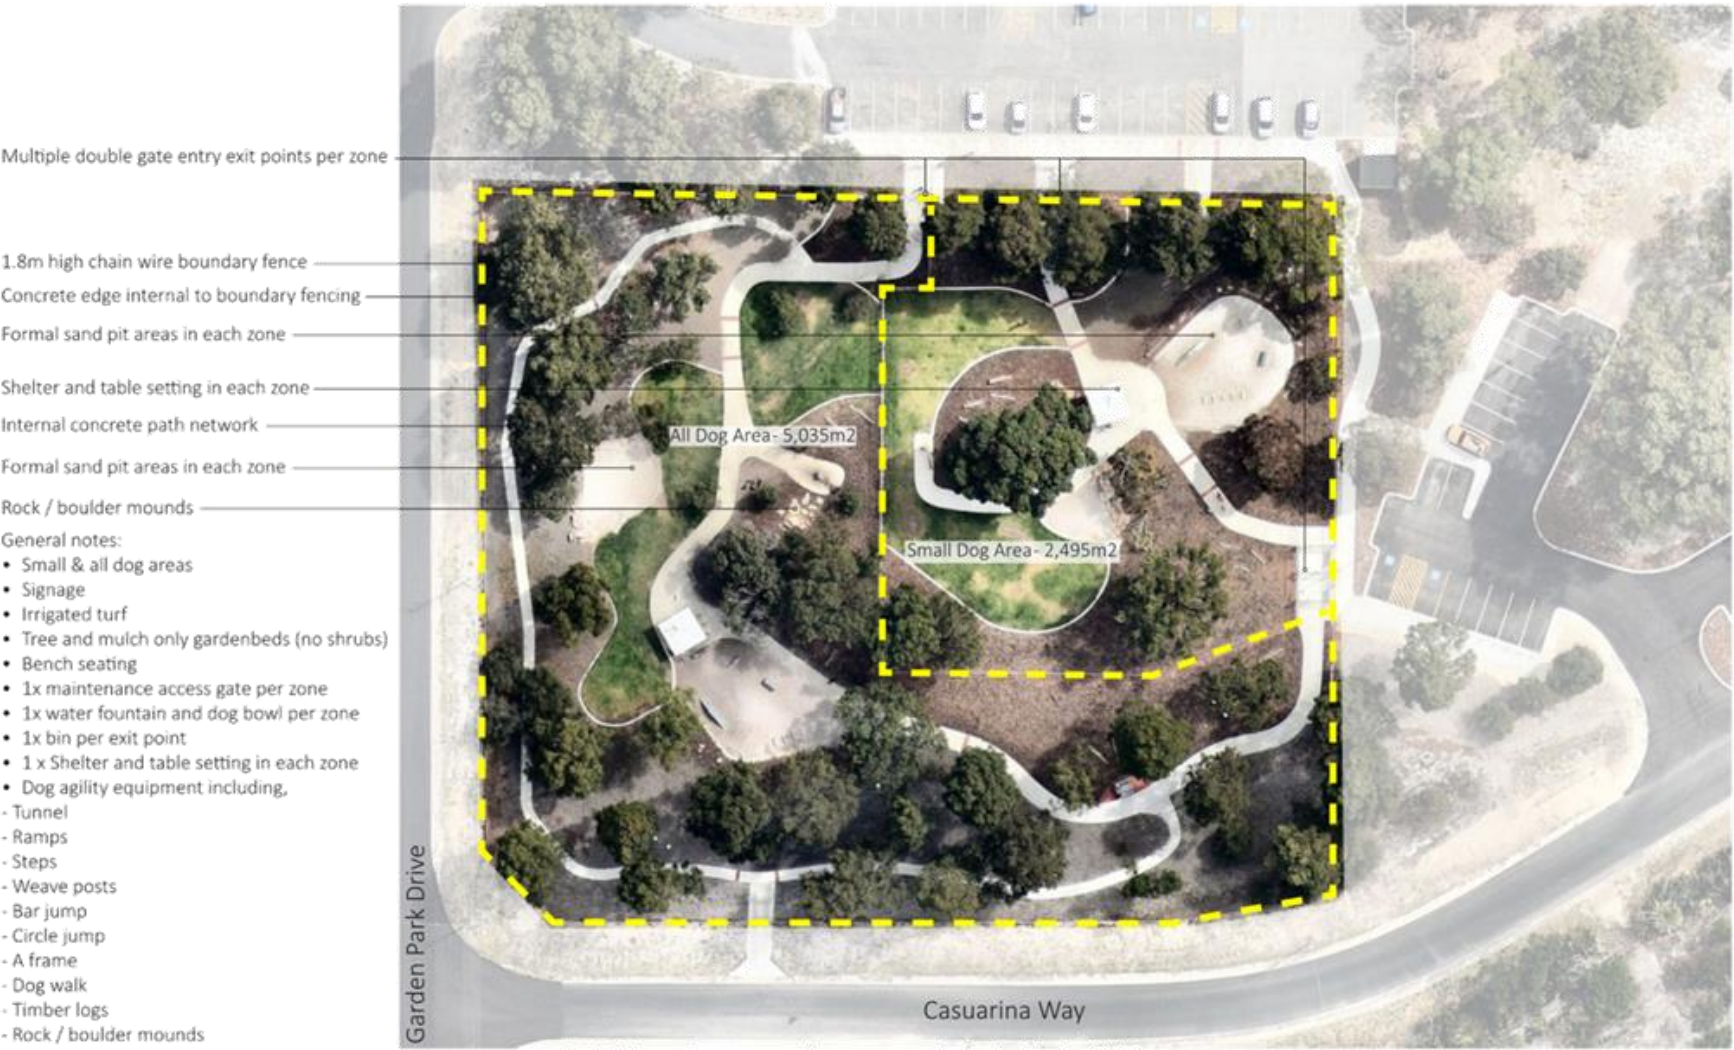 Multiple double gate entry exit points per zone
1.8m high chain wire boundary fence
Concrete edge internal to boundary fencing
Formal sand pit areas in each zone
Shelter and table setting in each zone
Internal concrete path network
Formal sand pit areas in each zone
Rock / boulder mounds
General notes:
• Small & all dog areas
• Signage
• Irrigated turf
• Tree and mulch only gardenbeds (no shrubs)
• Bench seating
• 1x maintenance access gate per zone
• 1x water fountain and dog bowl per zone
• 1x bin per exit point
• 1 x Shelter and table setting in each zone
• Dog agility equipment including,
- Tunnel
- Ramps
- Steps
- Weave posts
- Bar jump
- Circle jump
- A frame
- Dog walk
- Timber logs
- Rock / boulder mounds
All Dog Area- 5,035m2
Small Dog Area- 2,495m2
Garden Park Drive
Casuarina Way